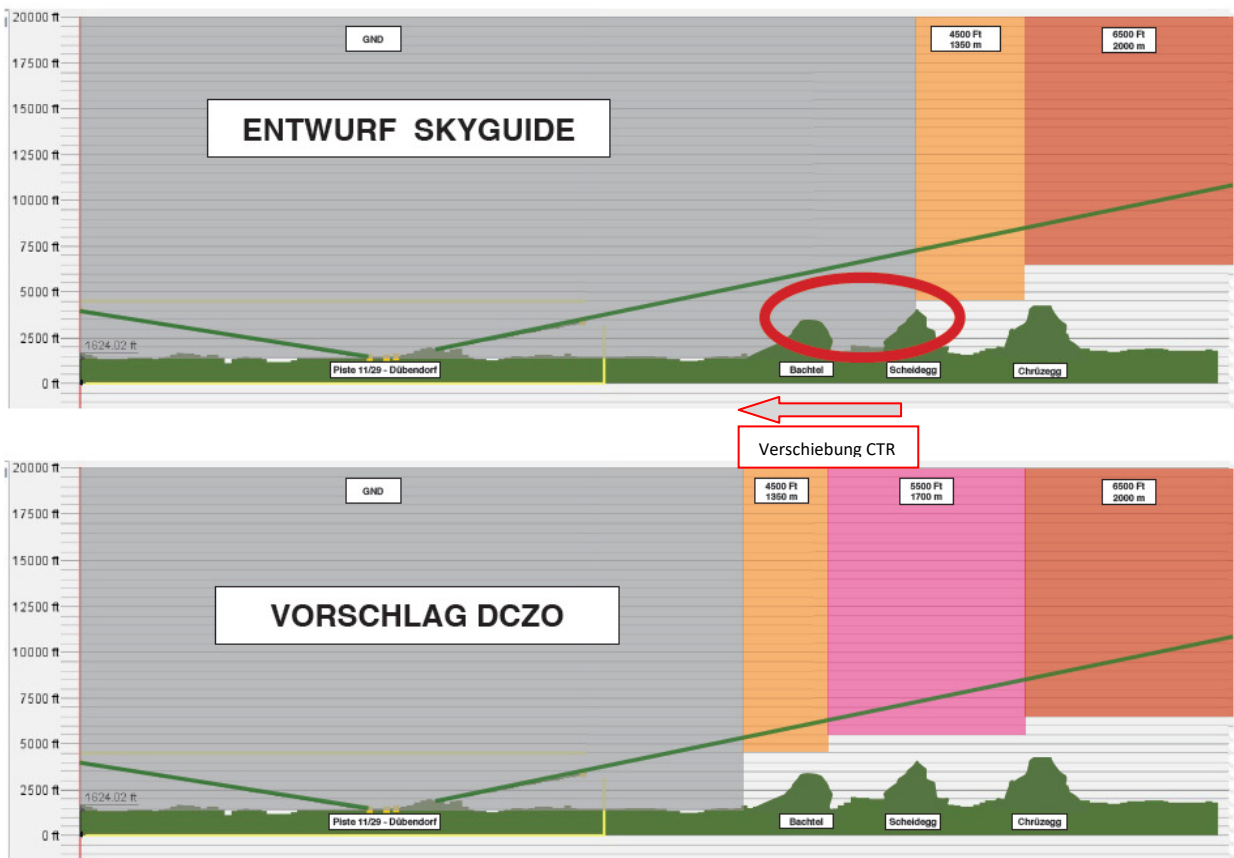 20000 ft
17500 ft
15000 ft
12500 ft
10000 ft
7500 ft
5000 ft
2500 ft
0 ft
GND
4500 Ft
1350 m
6500 Ft
2000 m
ENTWURF SKYGUIDE
1624.02 ft
Piste 11/29 - Dübendorf
Bachtel
Scheidegg
Chrüzegg
Verschiebung CTR
20000 ft
17500 ft
15000 ft
12500 ft
10000 ft
7500 ft
5000 ft
2500 ft
0 ft
GND
4500 Ft
1350 m
5500 Ft
1700 m
6500 Ft
2000 m
VORSCHLAG DCZO
1624.02 ft
Piste 11/29 - Dübendorf
Bachtel
Scheidegg
Chrüzegg